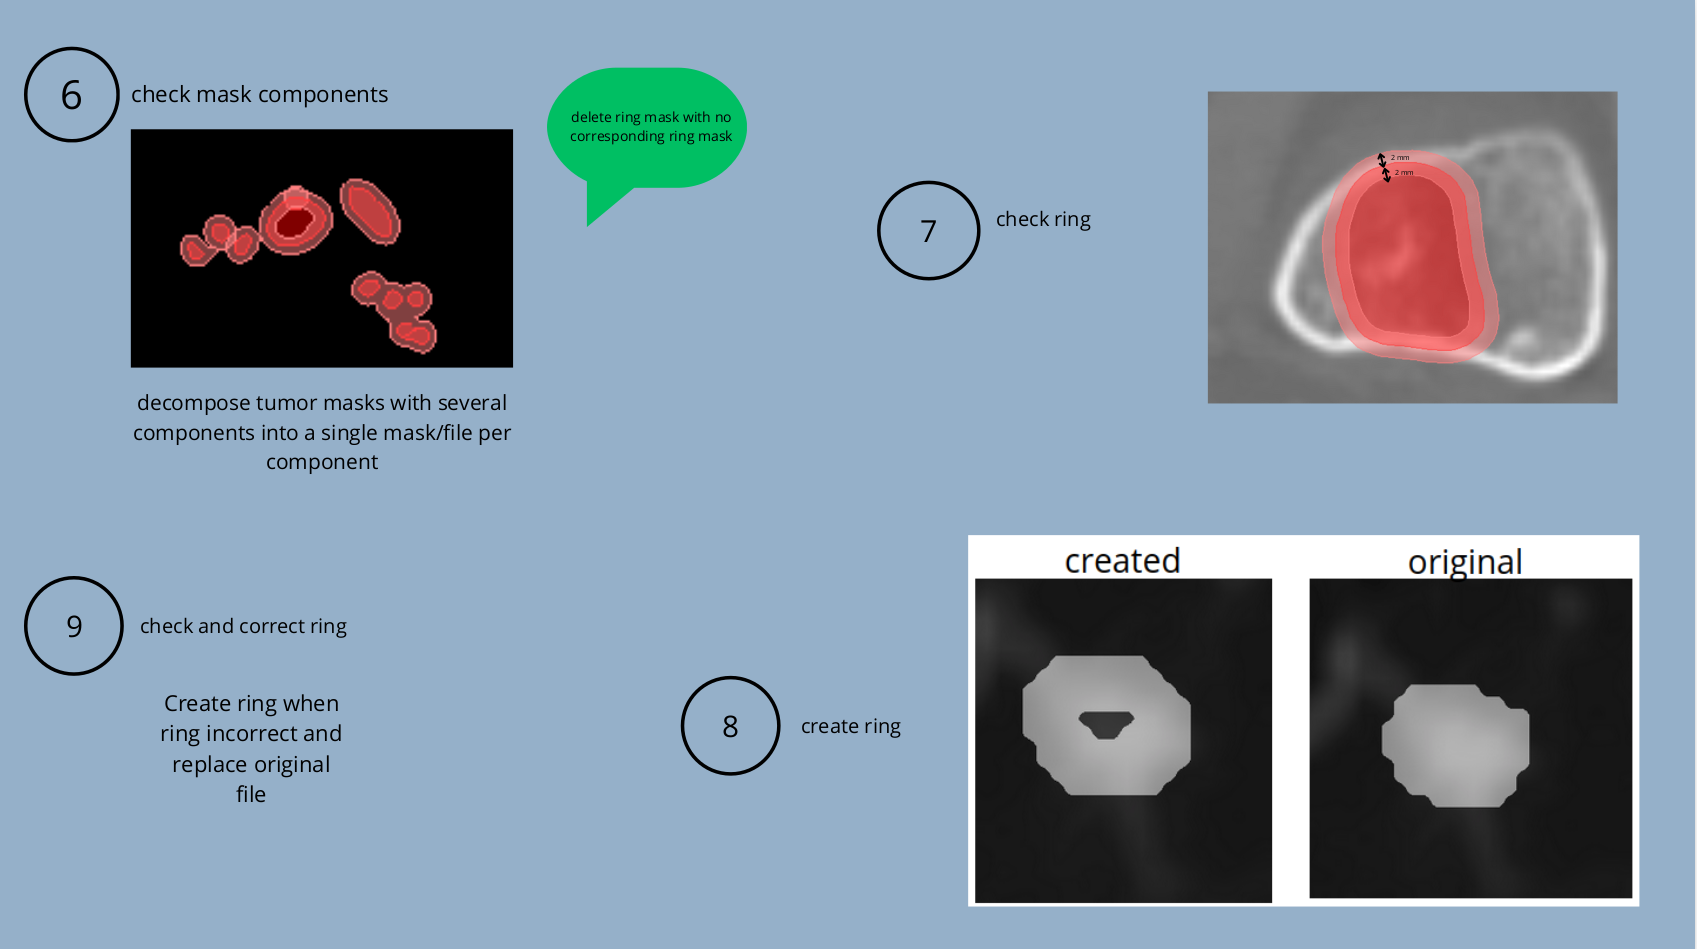 6
check mask components
delete ring mask with no
corresponding ring mask
decompose tumor masks with several
components into a single mask/file per
component
7
check ring
2 mm
2 mm
9
check and correct ring
Create ring when
ring incorrect and
replace original
file
8
create ring
created
original